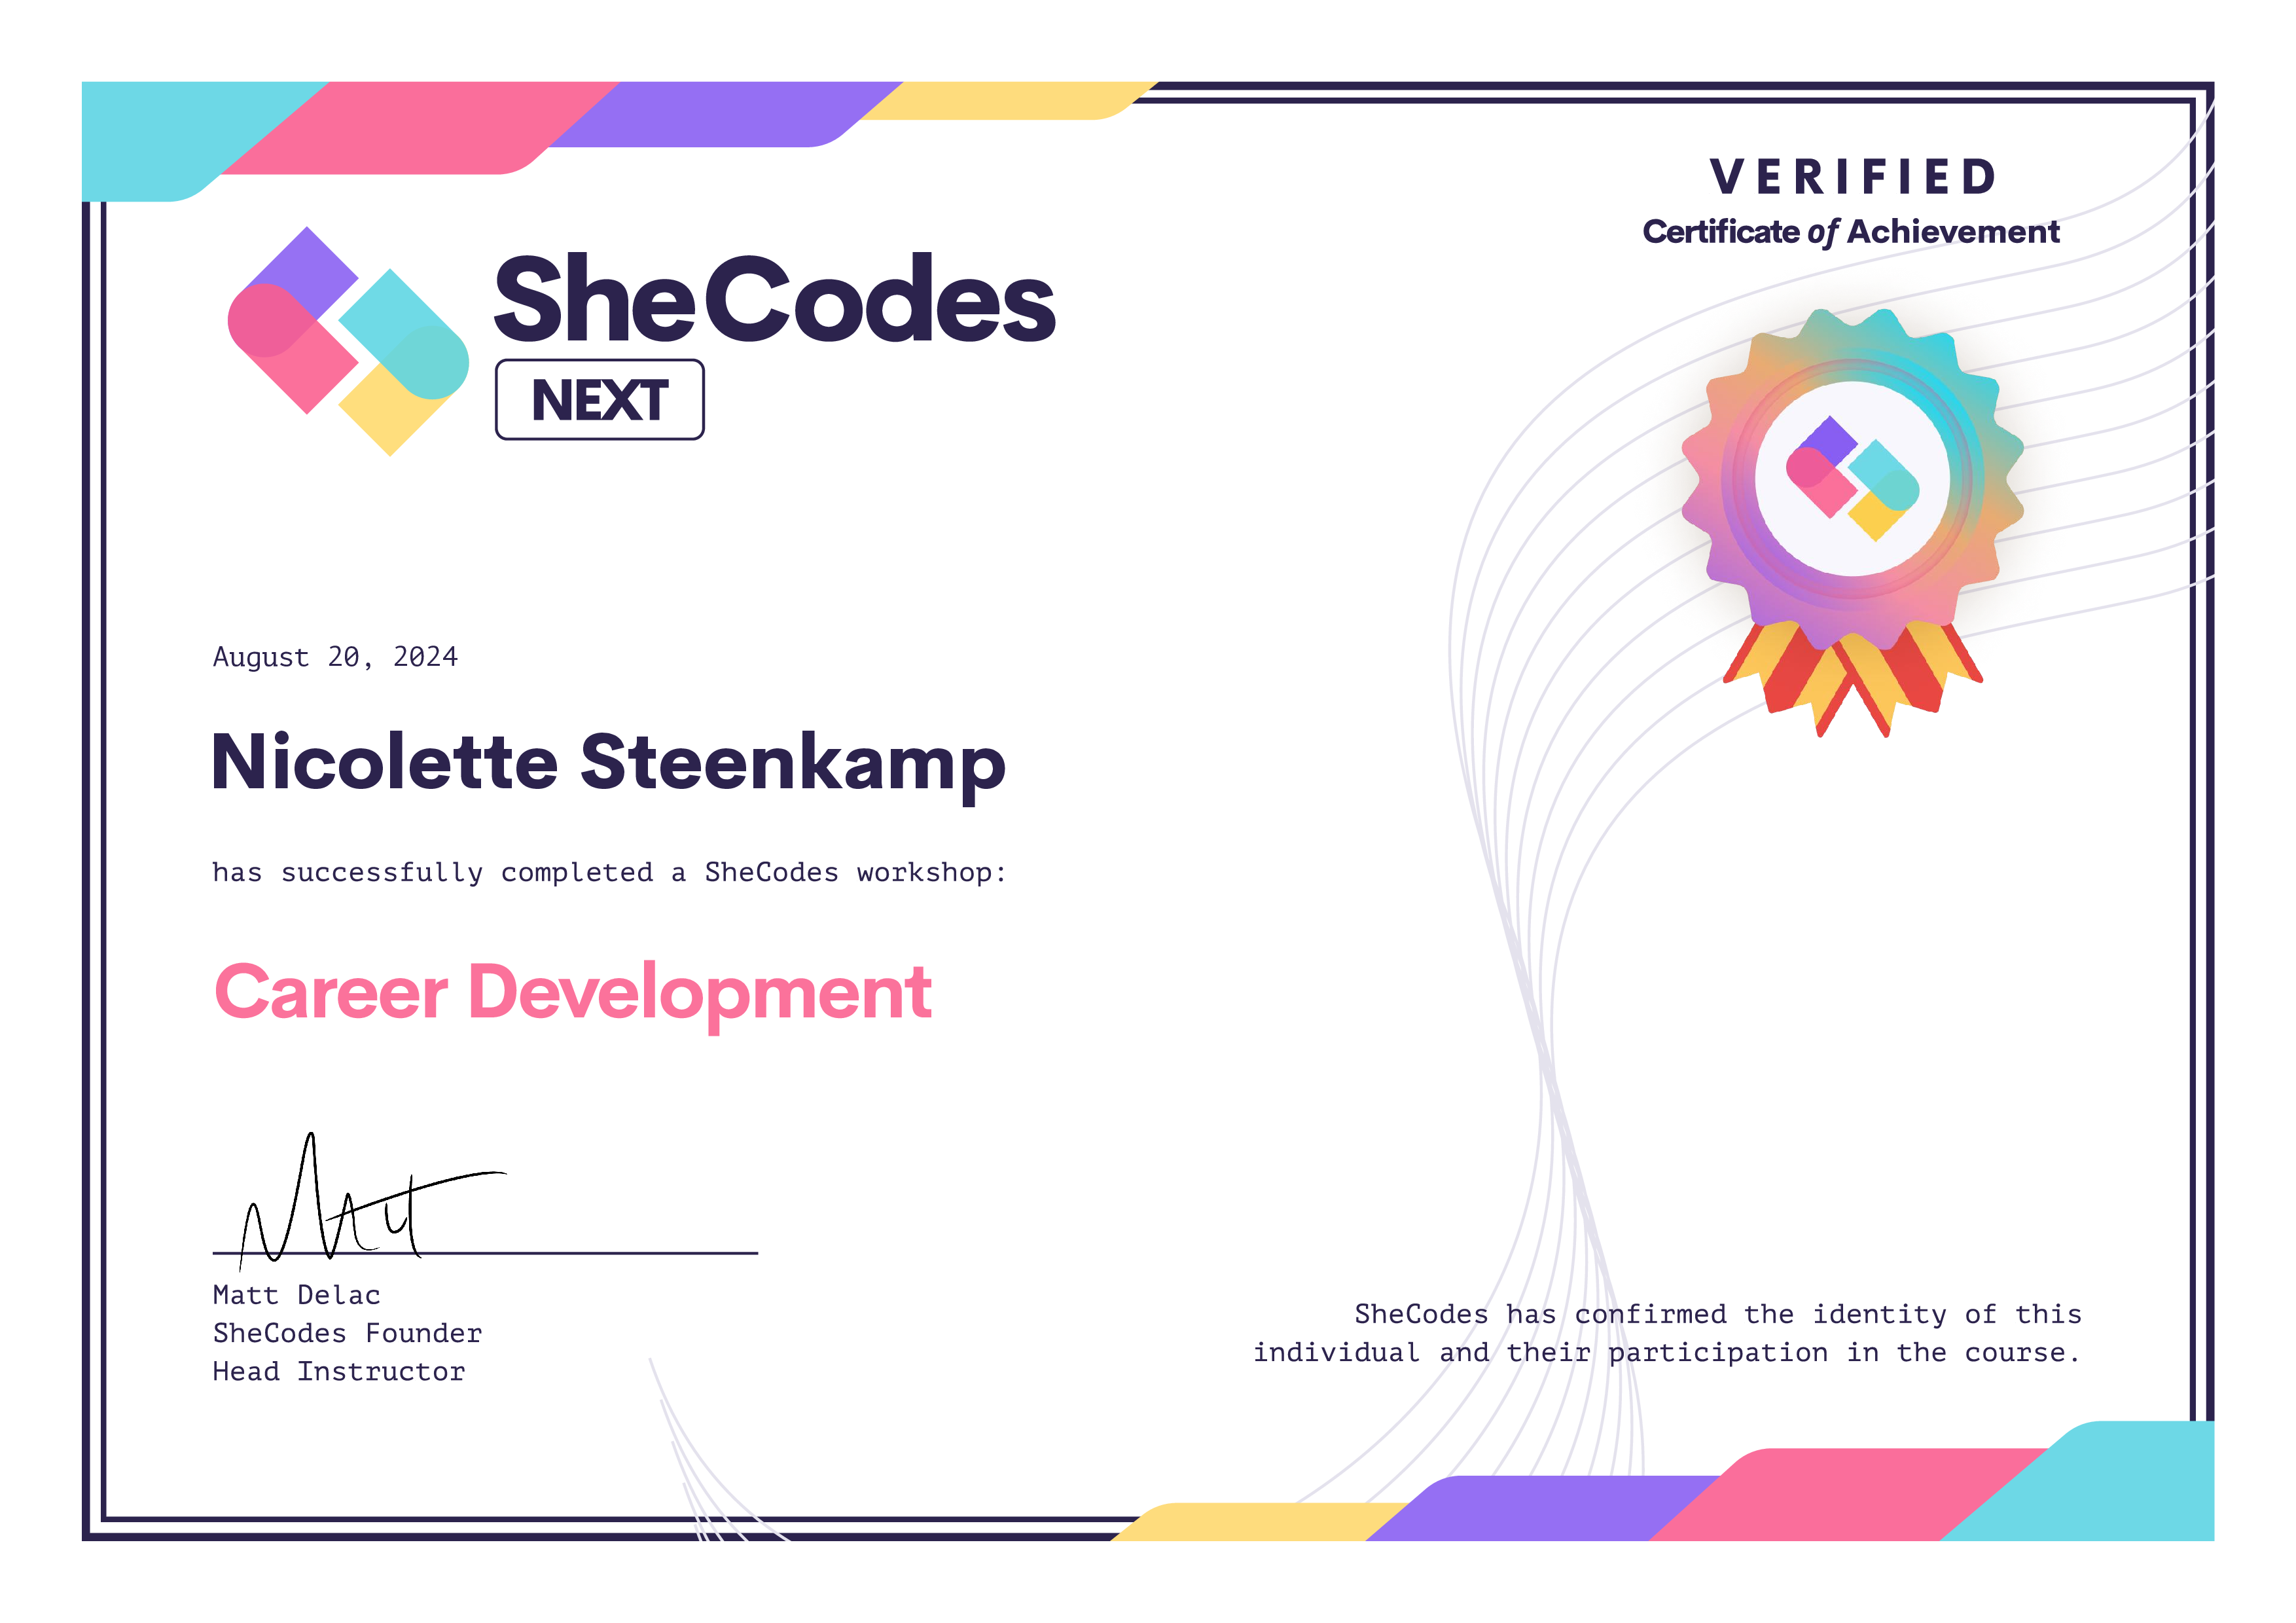 VERIFIED
Certificate of Achievement
SheCodes
NEXT
August 20, 2024
Nicolette Steenkamp
has successfully completed a SheCodes workshop:
Career Development
Matt
Matt Delac
SheCodes Founder
Head Instructor
SheCodes has confirmed the identity of this
individual and their participation in the course.